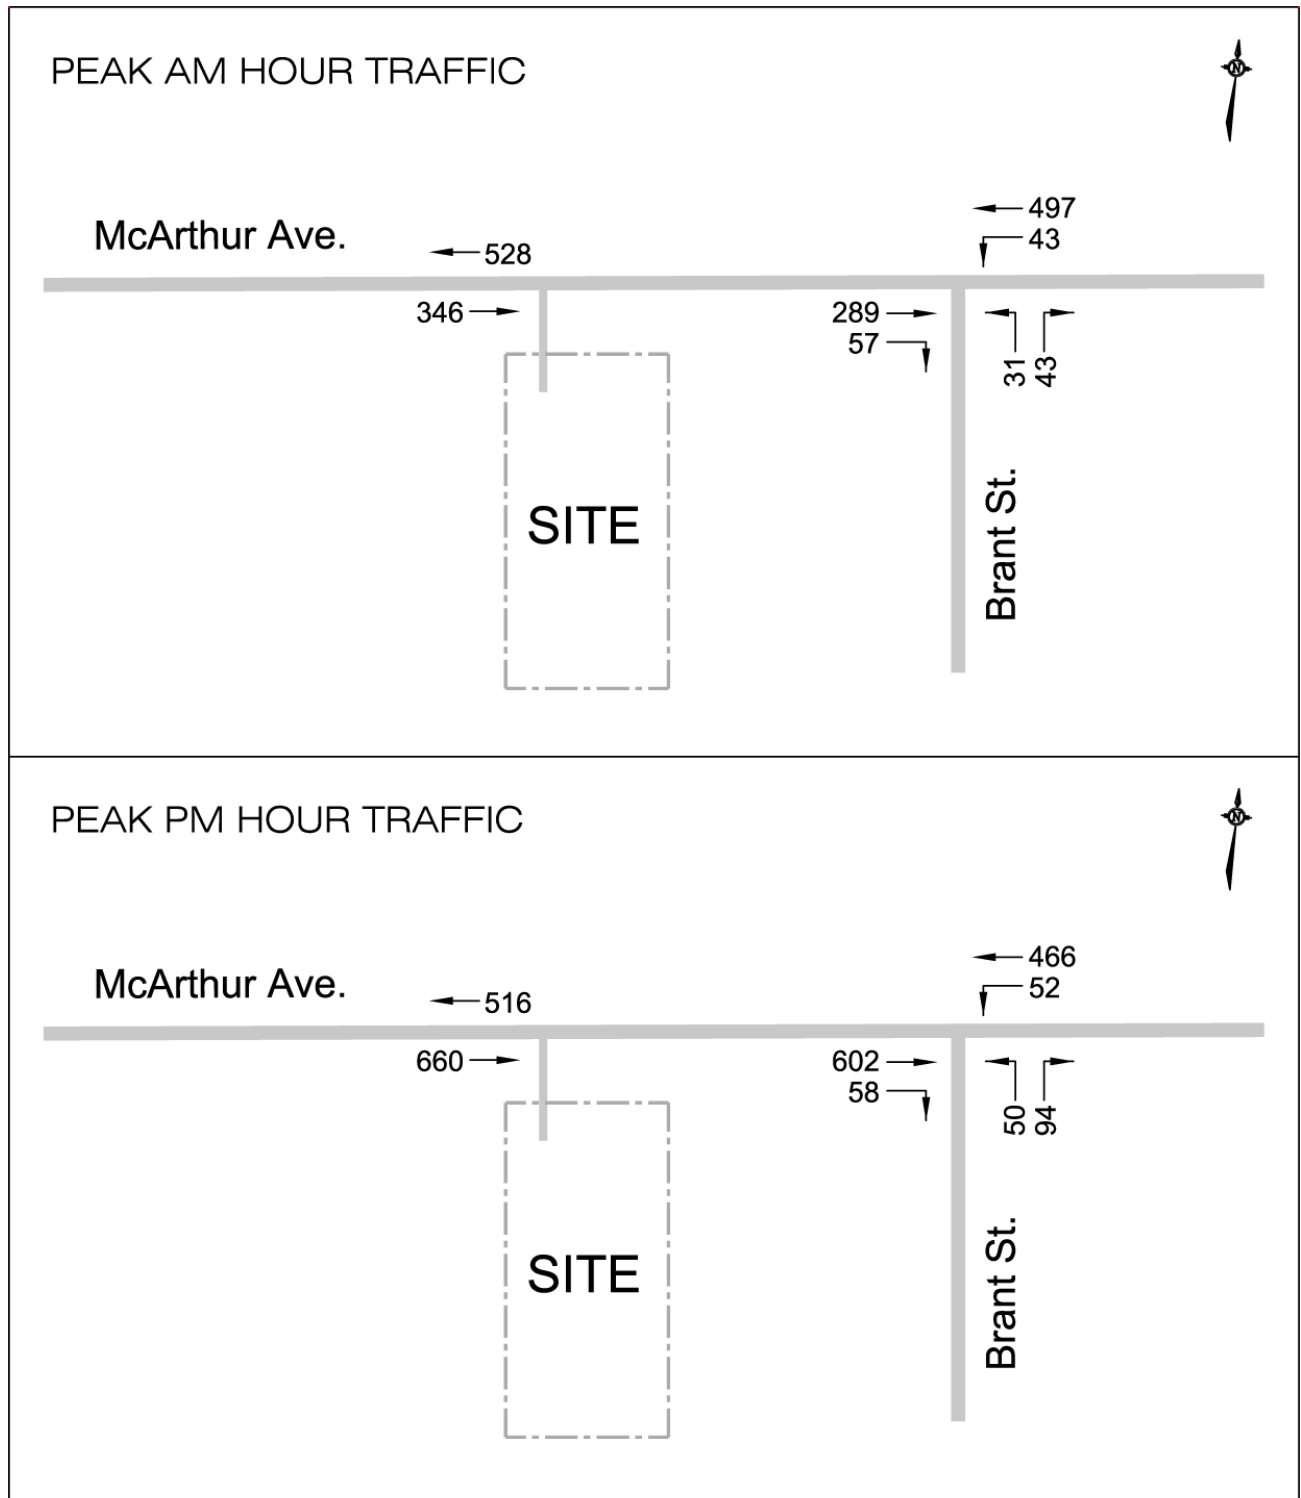 PEAK AM HOUR TRAFFIC
N
497
43
McArthur Ave.
528
346
289
57
31
43
SITE
Brant St.
PEAK PM HOUR TRAFFIC
N
466
52
McArthur Ave.
516
660
602
58
50
94
SITE
Brant St.